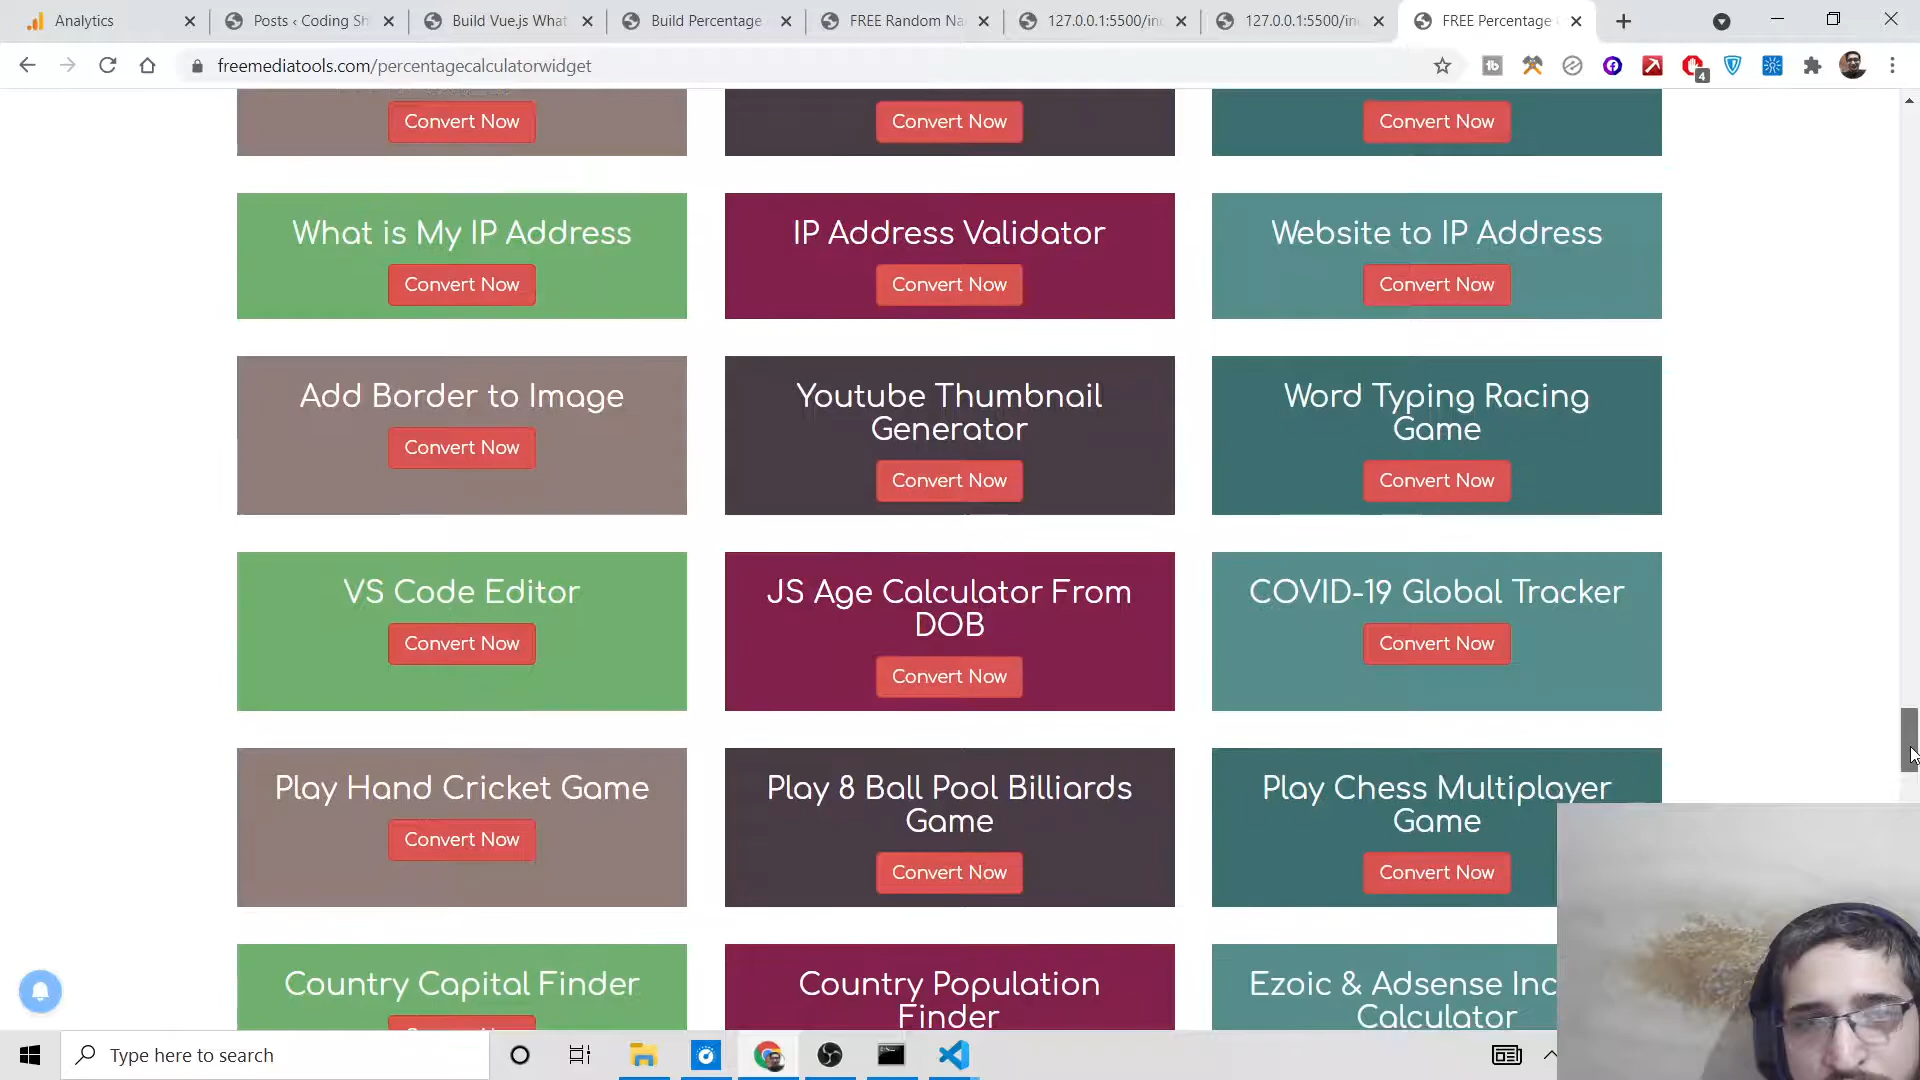 Analytics
Posts ‹ Coding Sh
Build Vue.js What
Build Percentage
FREE Random Na
127.0.0.1:5500/in
127.0.0.1:5500/in
FREE Percentage
freemediatools.com/percentagecalculatorwidget
4
Convert Now
Convert Now
Convert Now
What is My IP Address
Convert Now
IP Address Validator
Convert Now
Website to IP Address
Convert Now
Add Border to Image
Convert Now
Youtube Thumbnail
Generator
Convert Now
Word Typing Racing
Game
Convert Now
VS Code Editor
Convert Now
JS Age Calculator From
DOB
Convert Now
COVID-19 Global Tracker
Convert Now
Play Hand Cricket Game
Convert Now
Play 8 Ball Pool Billiards
Game
Convert Now
Play Chess Multiplayer
Game
Convert Now
Country Capital Finder
Country Population
Finder
Ezoic & Adsense Inc
Calculator
Type here to search